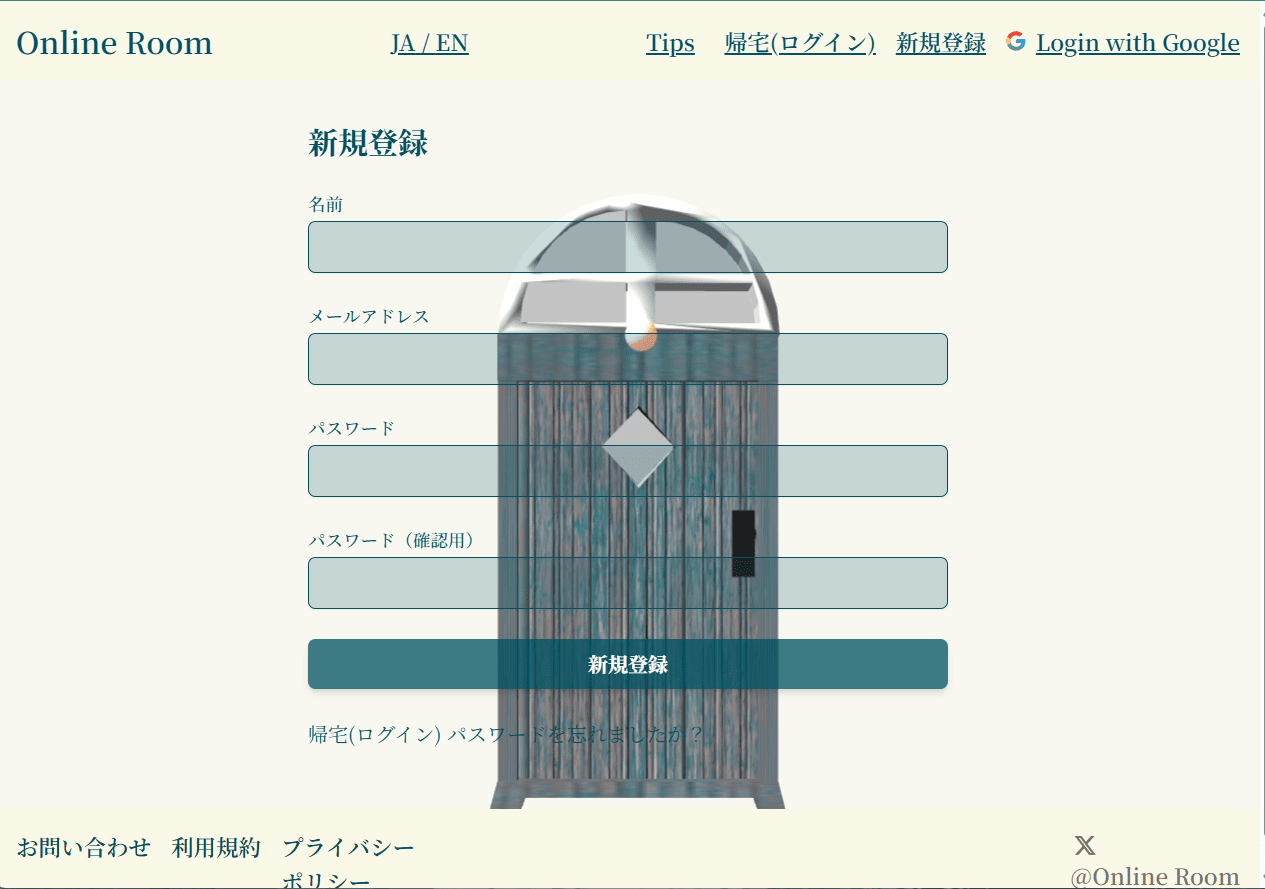 Online Room
JA / EN
Tips
帰宅(ログイン)
新規登録
Login with Google
新規登録
名前
メールアドレス
パスワード
パスワード（確認用）
新規登録
帰宅(ログイン) パスワードを忘れましたか？
お問い合わせ
利用規約
プライバシー
ポリシー
@Online Room